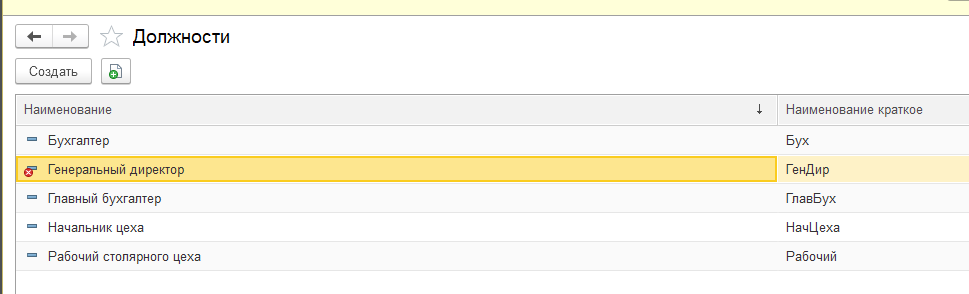 Должности
Создать
Наименование Наименование краткое
Бухгалтер Бух
Генеральный директор ГенДир
Главный бухгалтер ГлавБух
Начальник цеха НачЦеха
Рабочий столярного цеха Рабочий